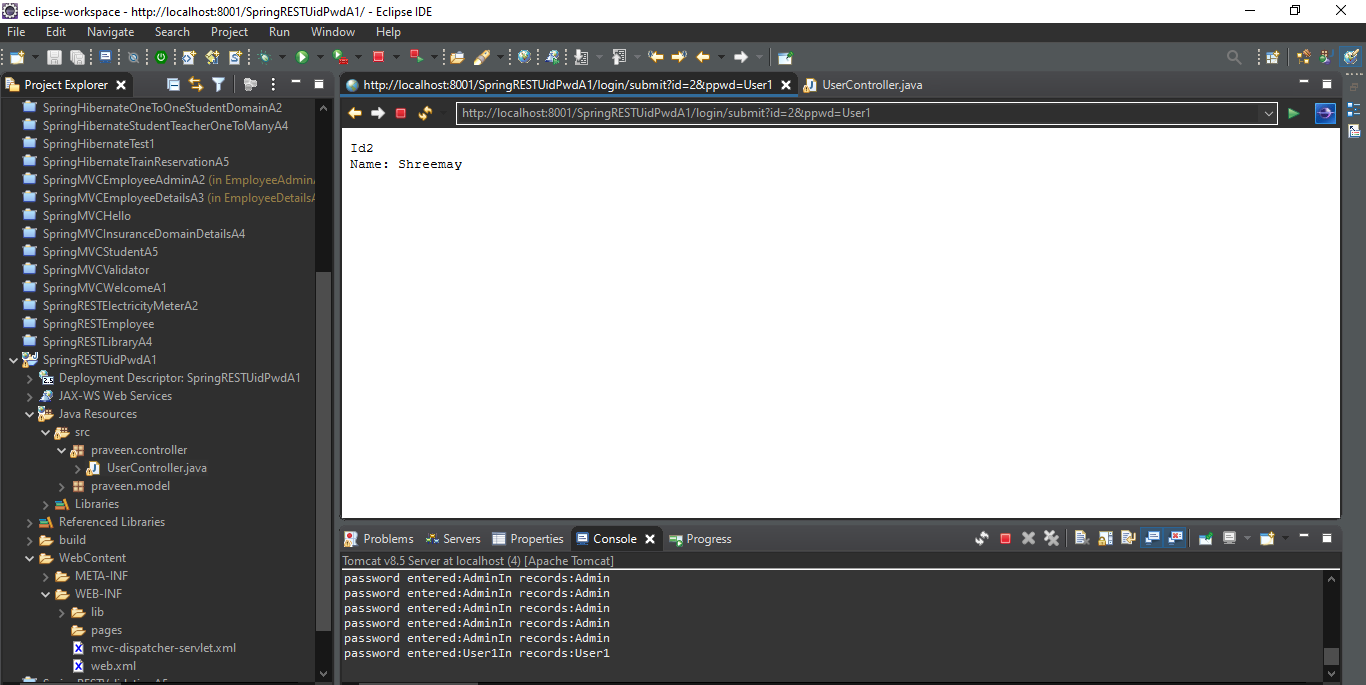 eclipse-workspace - http://localhost:8001/SpringRESTUidPwdA1/ - Eclipse IDE
File Edit Navigate Search Project Run Window Help
Project Explorer
SpringHibernateOneToOneStudentDomainA2
SpringHibernateStudentTeacherOneToManyA4
SpringHibernateTest1
SpringHibernateTrainReservationA5
SpringMVCEmployeeAdminA2 (in EmployeeAdmin
SpringMVCEmployeeDetailsA3 (in EmployeeDetails
SpringMVCHello
SpringMVCInsuranceDomainDetailsA4
SpringMVCStudentA5
SpringMVCValidator
SpringMVCWelcomeA1
SpringRESTElectricityMeterA2
SpringRESTEmployee
SpringRESTLibraryA4
SpringRESTUidPwdA1
Deployment Descriptor: SpringRESTUidPwdA1
JAX-WS Web Services
Java Resources
src
praveen.controller
UserController.java
praveen.model
Libraries
Referenced Libraries
build
WebContent
META-INF
WEB-INF
lib
pages
mvc-dispatcher-servlet.xml
web.xml
http://localhost:8001/SpringRESTUidPwdA1/login/submit?id=2&ppwd=User1
UserController.java
http://localhost:8001/SpringRESTUidPwdA1/login/submit?id=2&ppwd=User1
Id2
Name: Shreemay
Problems Servers Properties Console Progress
Tomcat v8.5 Server at localhost (4) [Apache Tomcat]
password entered:AdminIn records:Admin
password entered:AdminIn records:Admin
password entered:AdminIn records:Admin
password entered:AdminIn records:Admin
password entered:AdminIn records:Admin
password entered:User1In records:User1